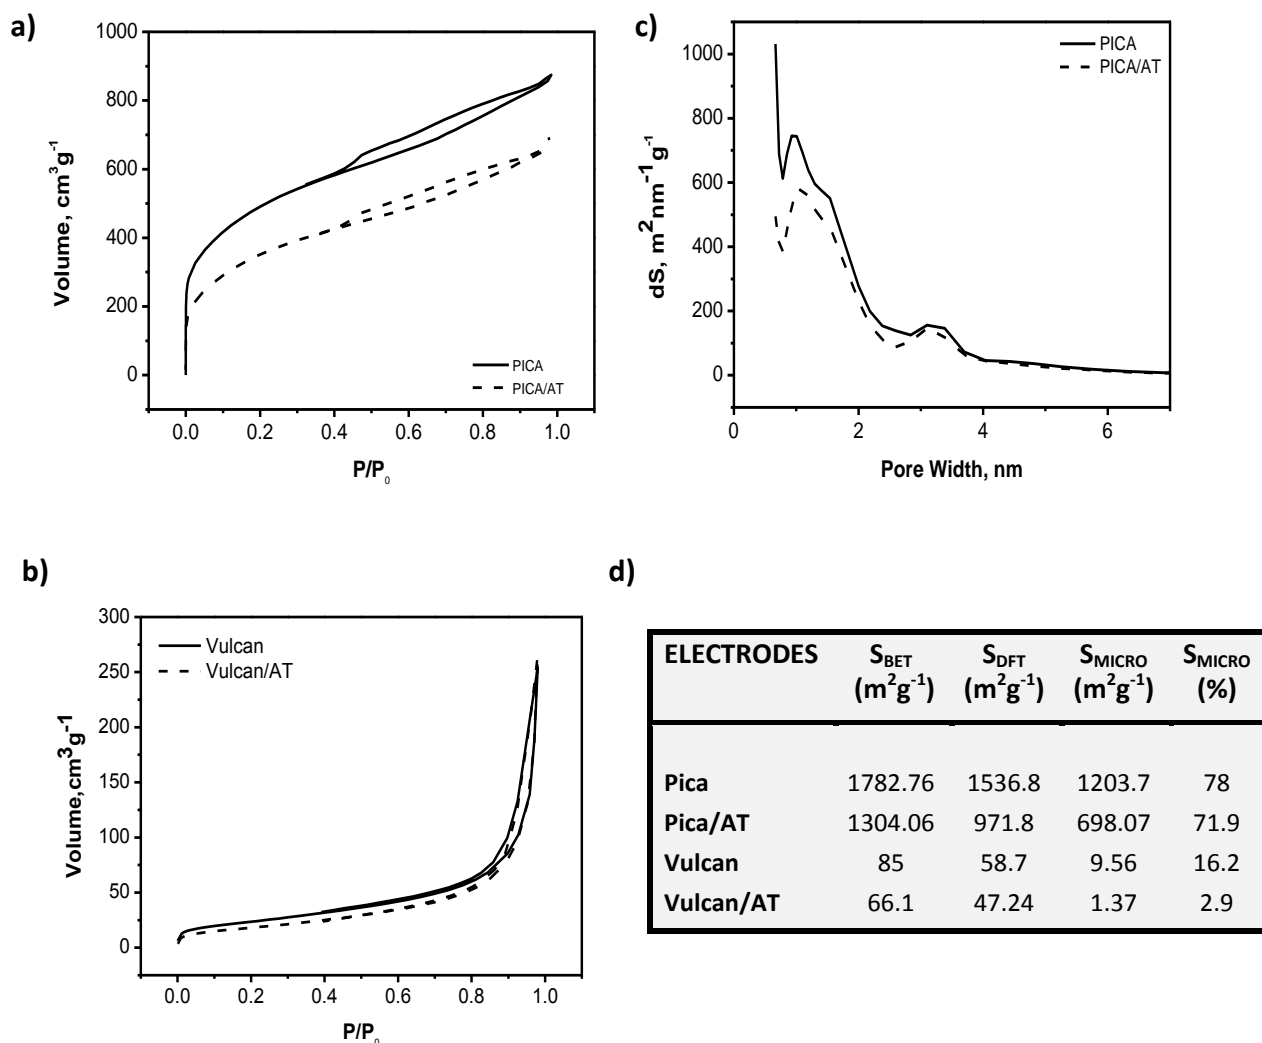 a)
1000
800
600
400
200
0
Volume, cm³g⁻¹
PICA
PICA/AT
0.0 0.2 0.4 0.6 0.8 1.0
P/P₀
c)
1000
800
600
400
200
0
dS, m²nm⁻¹g⁻¹
PICA
PICA/AT
0 2 4 6
Pore Width, nm
b)
300
250
200
150
100
50
0
Volume,cm³g⁻¹
Vulcan
Vulcan/AT
0.0 0.2 0.4 0.6 0.8 1.0
P/P₀
d)
ELECTRODES S_BET S_DFT S_MICRO S_MICRO
(m²g⁻¹) (m²g⁻¹) (m²g⁻¹) (%)
Pica 1782.76 1536.8 1203.7 78
Pica/AT 1304.06 971.8 698.07 71.9
Vulcan 85 58.7 9.56 16.2
Vulcan/AT 66.1 47.24 1.37 2.9